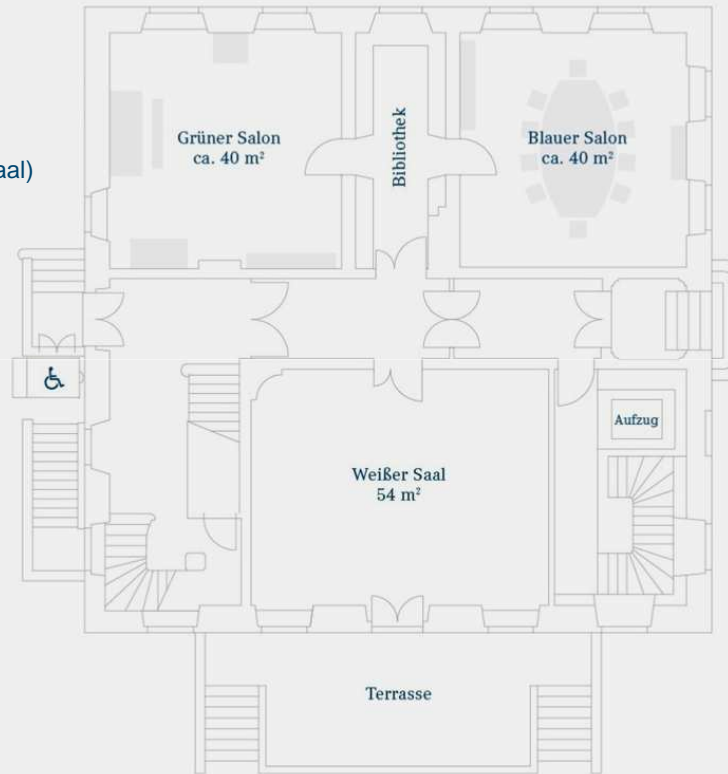 Grüner Salon
ca. 40 m²
Bibliothek
Blauer Salon
ca. 40 m²
aal)
Aufzug
Weißer Saal
54 m²
Terrasse